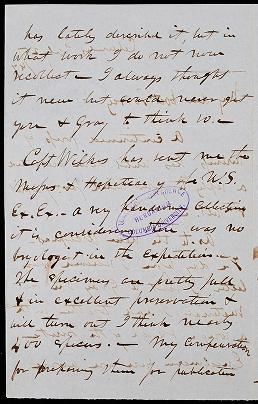 has lately described it, but in
what work I do not now
recollect — I always thought
it new but could never get
you & Gray to think so. —
Capt Wilkes has sent me the
Musci & Hepaticae of the U.S.
Ex. Ex. — a very handsome collection
it is considering there was no
bryologist in the expedition. —
The specimens are pretty full
& in excellent preservation &
will turn out I think nearly
400 species. — My compensation
for preparing them for publication